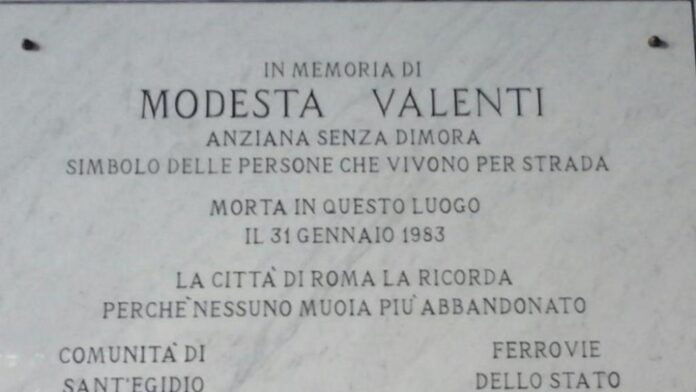 IN MEMORIA DI
MODESTA VALENTI
ANZIANA SENZA DIMORA
SIMBOLO DELLE PERSONE CHE VIVONO PER STRADA
MORTA IN QUESTO LUOGO
IL 31 GENNAIO 1983
LA CITTÀ DI ROMA LA RICORDA
PERCHÈ NESSUNO MUOIA PIÙ ABBANDONATO
COMUNITÀ DI FERROVIE
SANT'EGIDIO DELLO STATO